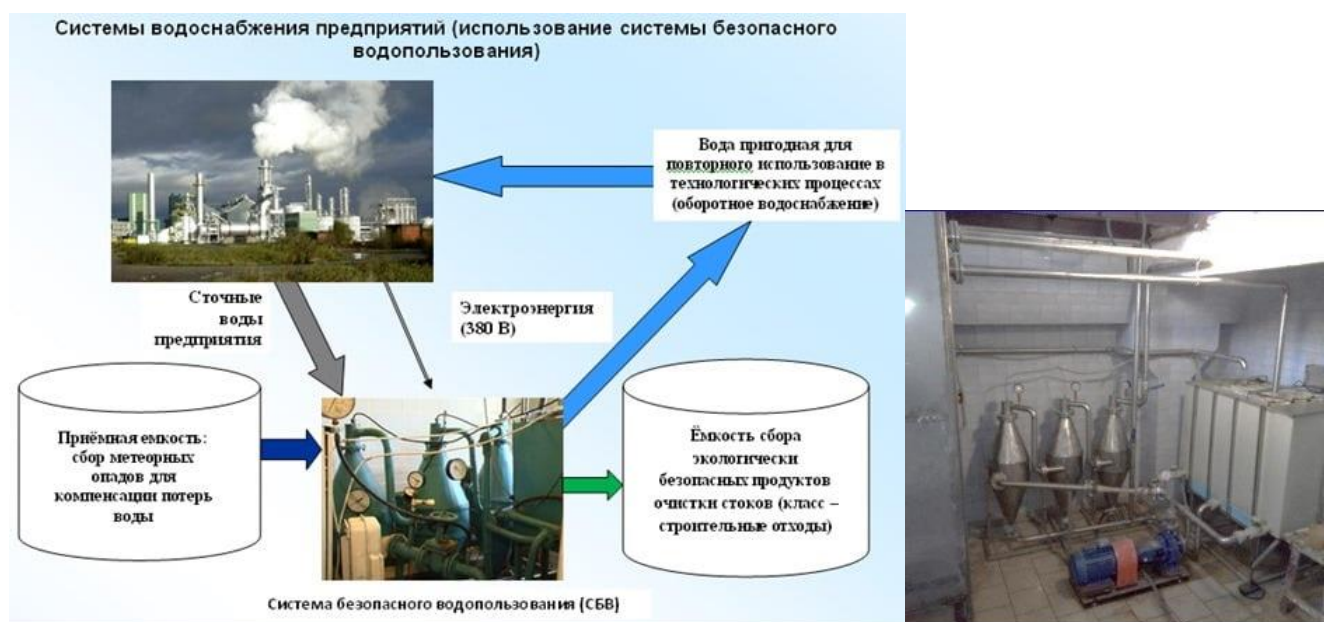 Системы водоснабжения предприятий (использование системы безопасного
водопользования)
Вода пригодная для
повторного использование в
технологических процессах
(оборотное водоснабжение)
Сточные
воды
предприятия
Электроэнергия
(380 В)
Приёмная емкость:
сбор метеорных
опадов для
компенсации потерь
воды
Ёмкость сбора
экологически
безопасных продуктов
очистки стоков (класс –
строительные отходы)
Система безопасного водопользования (СБВ)